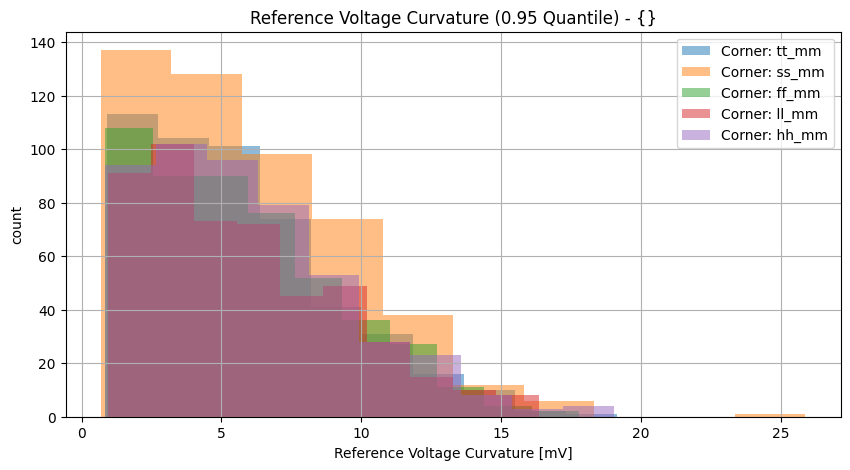 Reference Voltage Curvature (0.95 Quantile) - {}
140
120
100
80
60
40
20
0
count
Corner: tt_mm
Corner: ss_mm
Corner: ff_mm
Corner: ll_mm
Corner: hh_mm
0 5 10 15 20 25
Reference Voltage Curvature [mV]